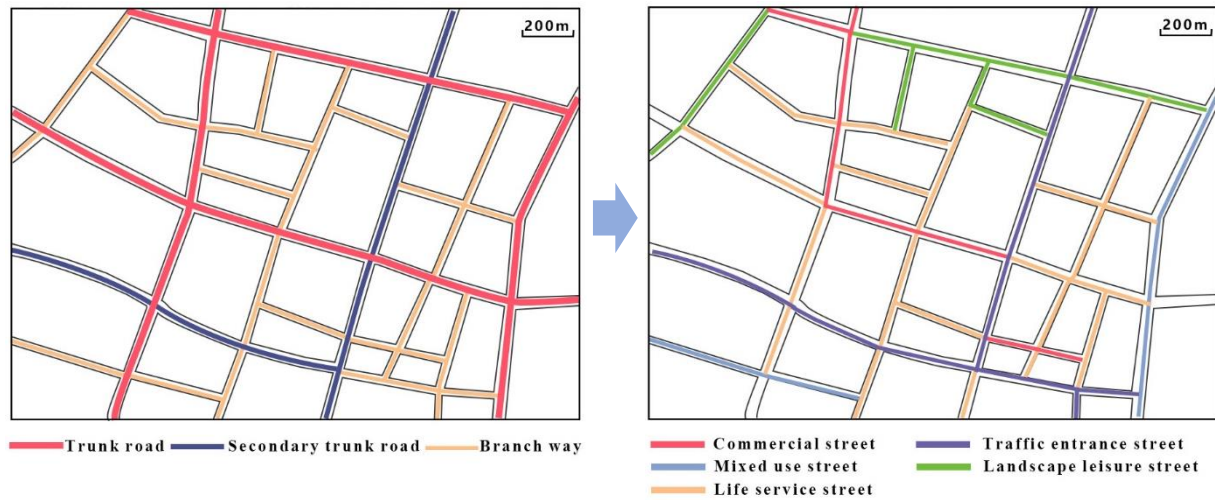 200m
200m
Trunk road Secondary trunk road Branch way
Commercial street Traffic entrance street
Mixed use street Landscape leisure street
Life service street